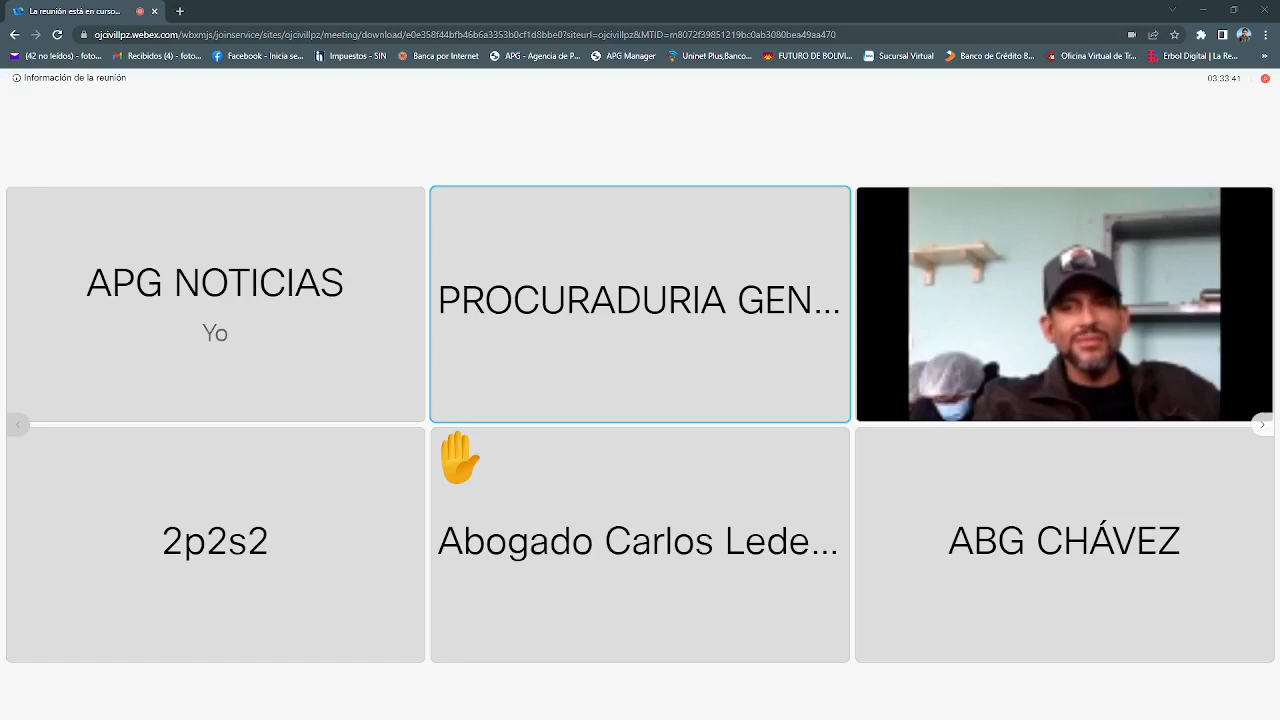 La reunión está en curso...
ojcivillpz.webex.com/wbxmjs/joinservice/sites/ojcivillpz/meeting/download/e0e358f44bfb46b6a33530cf1d8bbe0?siteurl=ojcivillpz&MTID=m8072f39851219bc0ab3080bea49aa470
(42 no leídos) - foto... Recibidos (4) - foto... Facebook - Inicia se... Impuestos - SIN Banca por Internet APG - Agencia de P... APG Manager Uninet Plus,Banco... FUTURO DE BOLIVI... Sucursal Virtual Banco de Crédito B... Oficina Virtual de Tr... Erbol Digital | La Re... »
Información de la reunión 03:33:41
APG NOTICIAS
Yo
PROCURADURIA GEN...
2p2s2
Abogado Carlos Lede...
ABG CHÁVEZ